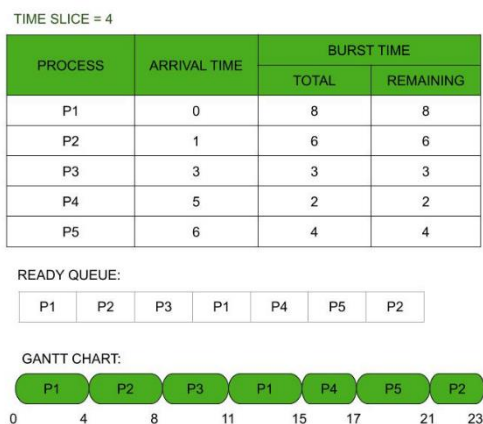 TIME SLICE = 4
PROCESS ARRIVAL TIME BURST TIME
TOTAL REMAINING
P1 0 8 8
P2 1 6 6
P3 3 3 3
P4 5 2 2
P5 6 4 4
READY QUEUE:
P1 P2 P3 P1 P4 P5 P2
GANTT CHART:
P1 P2 P3 P1 P4 P5 P2
0 4 8 11 15 17 21 23